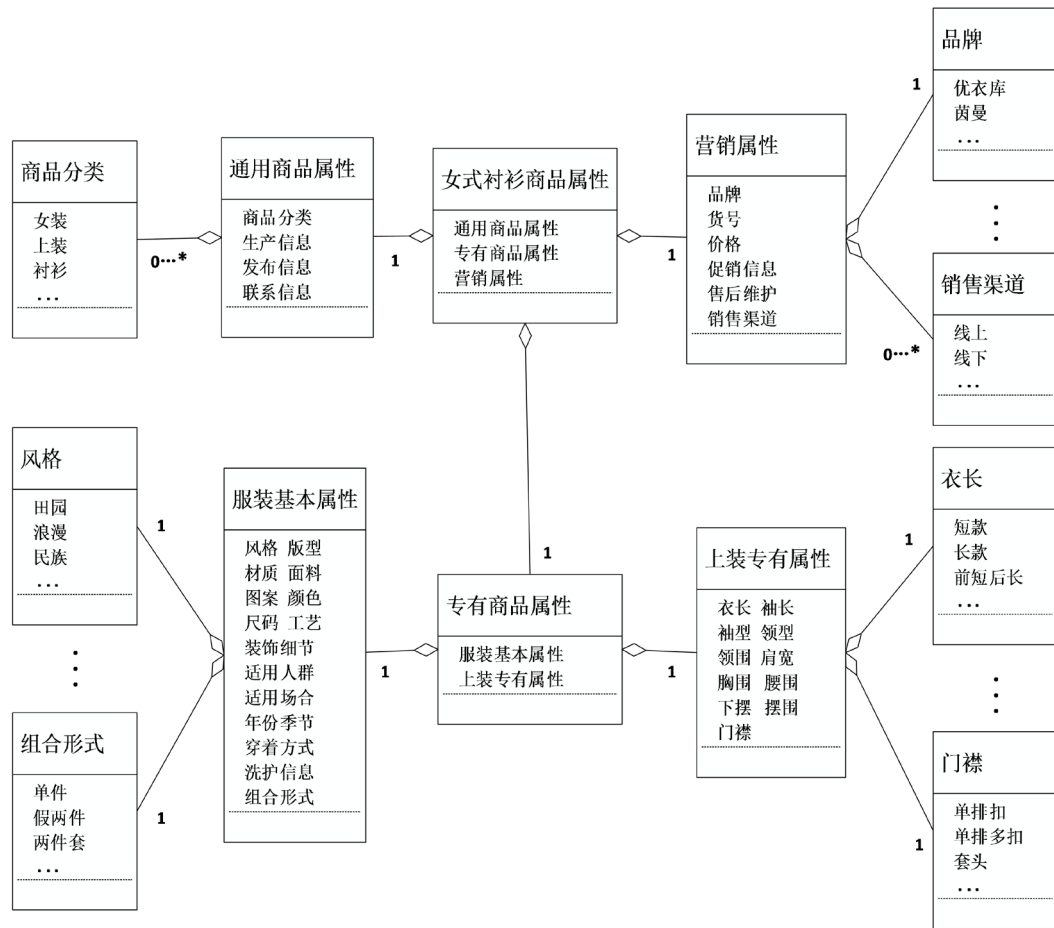 商品分类
女装
上装
衬衫
...
0...*
通用商品属性
商品分类
生产信息
发布信息
联系信息
1
女式衬衫商品属性
通用商品属性
专有商品属性
营销属性
1
营销属性
品牌
货号
价格
促销信息
售后维护
销售渠道
1
品牌
优衣库
茵曼
...
0...*
销售渠道
线上
线下
...
风格
田园
浪漫
民族
...
1
组合形式
单件
假两件
两件套
...
1
服装基本属性
风格 版型
材质 面料
图案 颜色
尺码 工艺
装饰细节
适用人群
适用场合
年份季节
穿着方式
洗护信息
组合形式
1
1
专有商品属性
服装基本属性
上装专有属性
1
上装专有属性
衣长 袖长
袖型 领型
领围 肩宽
胸围 腰围
下摆 摆围
门襟
1
衣长
短款
长款
前短后长
...
1
门襟
单排扣
单排多扣
套头
...